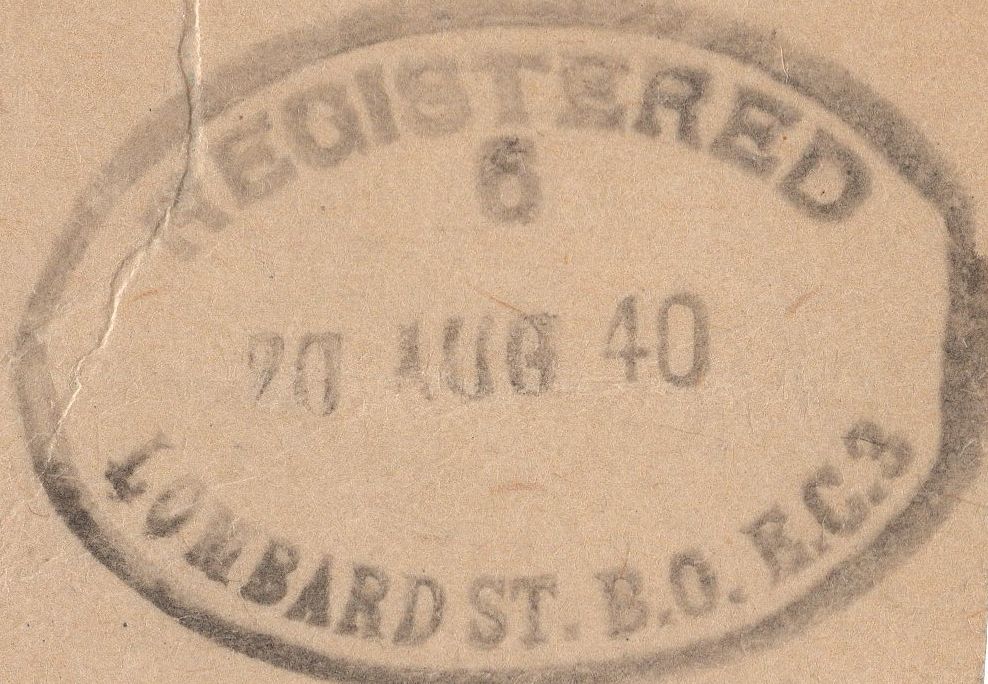 REGISTERED
6
20 AUG 40
LOMBARD ST. B.O. E.C.3